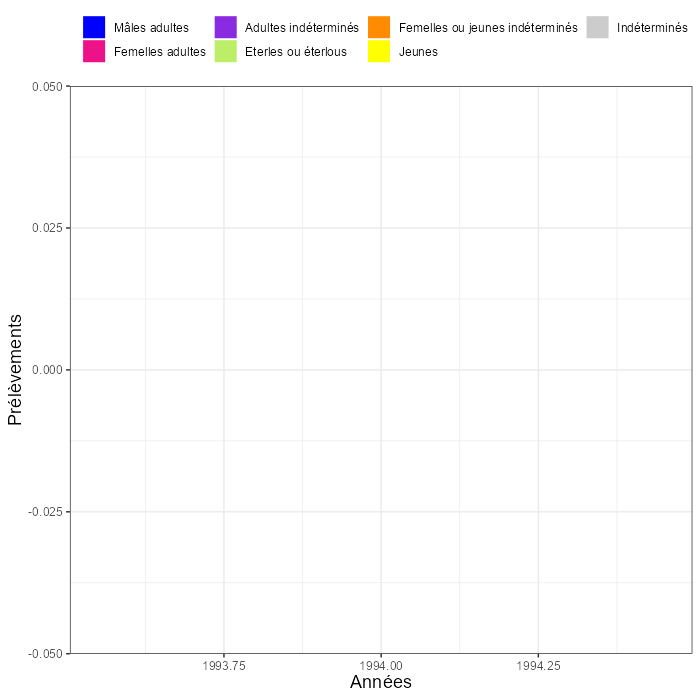 Mâles adultes Adultes indéterminés Femelles ou jeunes indéterminés Indéterminés
Femelles adultes Eterles ou éterlous Jeunes
0.050
0.025
0.000
-0.025
-0.050
Prélèvements
1993.75 1994.00 1994.25
Années